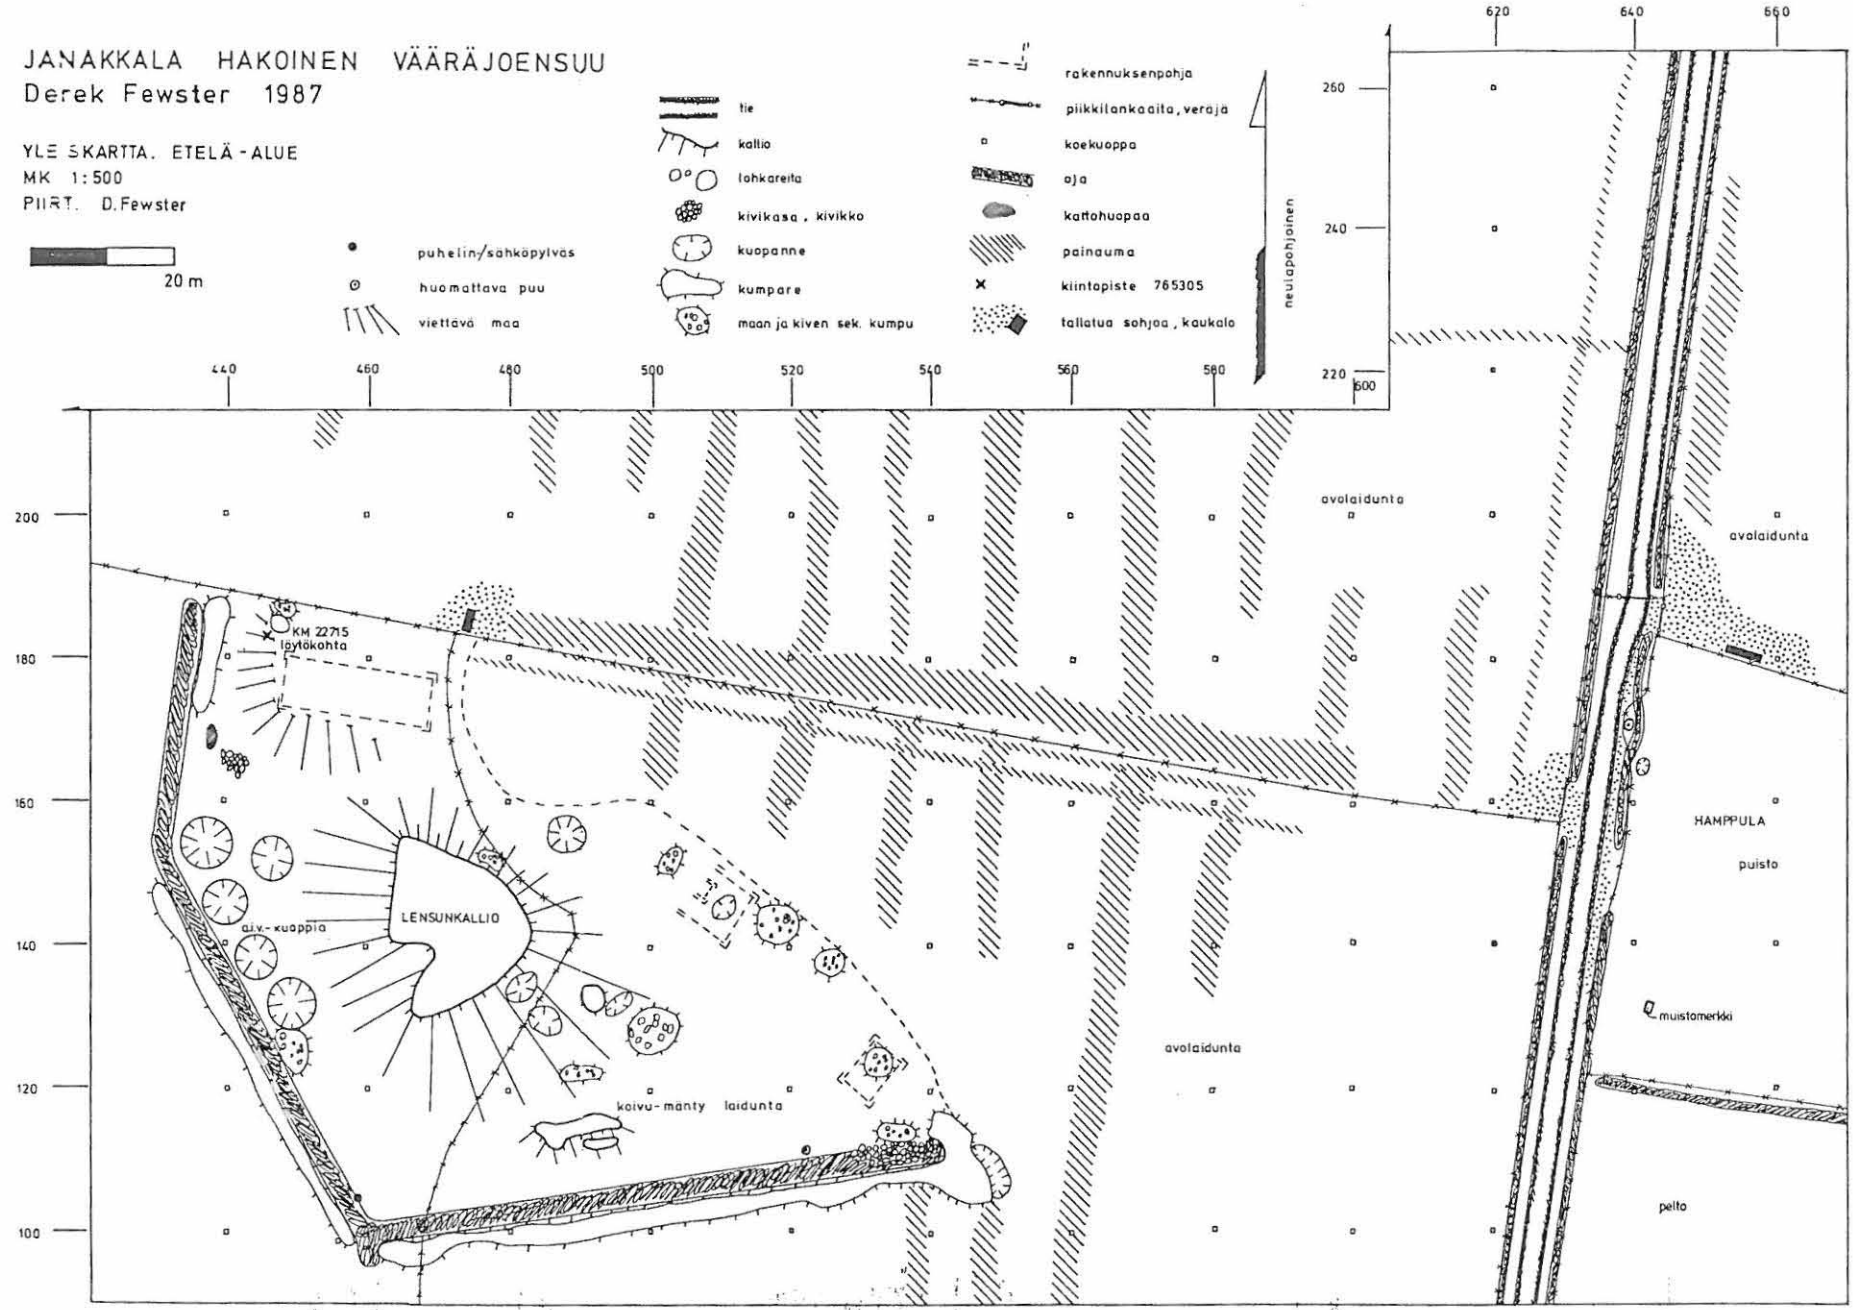 JANAKKALA HAKOINEN VÄÄRÄJOENSUU
Derek Fewster 1987
YLEISKARTTA. ETELÄ-ALUE
MK 1:500
PIIRT. D.Fewster
20 m
puhelin-/sähköpylväs
huomattava puu
viettävä maa
tie
kallio
lohkareita
kivikasa, kivikko
kuopanne
kumpare
maan ja kiven sek. kumpu
rakennuksenpohja
piikkilankaaita, veräjä
koekuoppa
oja
kattohuopaa
painauma
kiintopiste 765305
tallatua sohjoa, kaukalo
neulapohjoinen
620 640 660
260
240
220
600
440 460 480 500 520 540 560 580
200
180
160
140
120
100
avolaidunta
avolaidunta
KM 22715
löytökohta
HAMPPULA
puisto
LENSUNKALLIO
a.i.v.-kuoppia
muistomerkki
avolaidunta
koivu-mänty laidunta
pelto